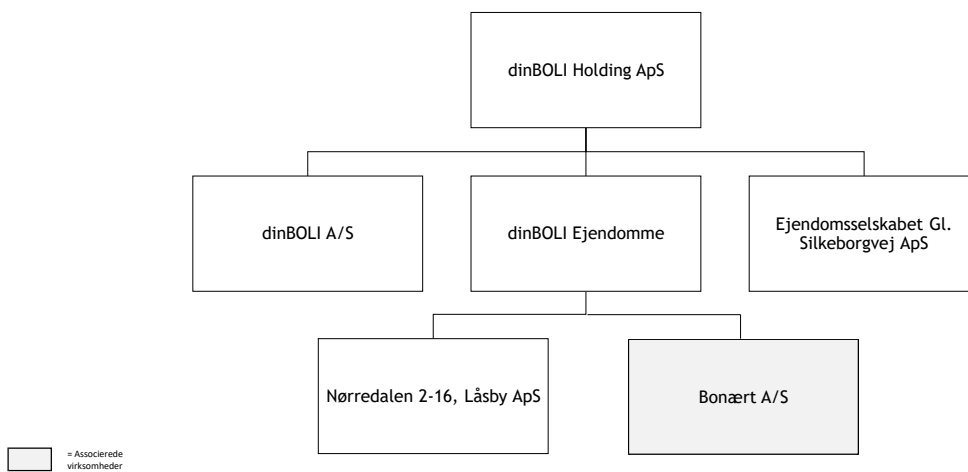 dinBOLI Holding ApS
dinBOLI A/S
dinBOLI Ejendomme
Ejendomsselskabet Gl.
Silkeborgvej ApS
Nørredalen 2-16, Låsby ApS
Bonært A/S
= Associerede
virksomheder